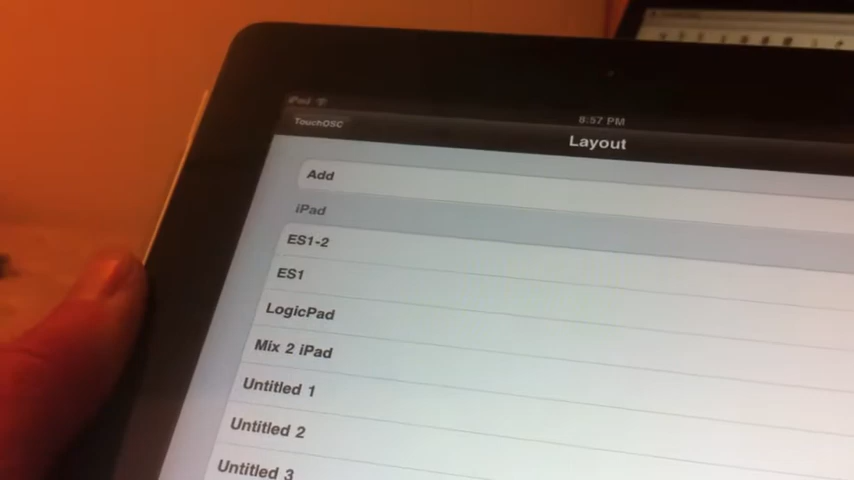 iPad
8:57 PM
TouchOSC
Layout
Add
iPad
ES1-2
ES1
LogicPad
Mix 2 iPad
Untitled 1
Untitled 2
Untitled 3